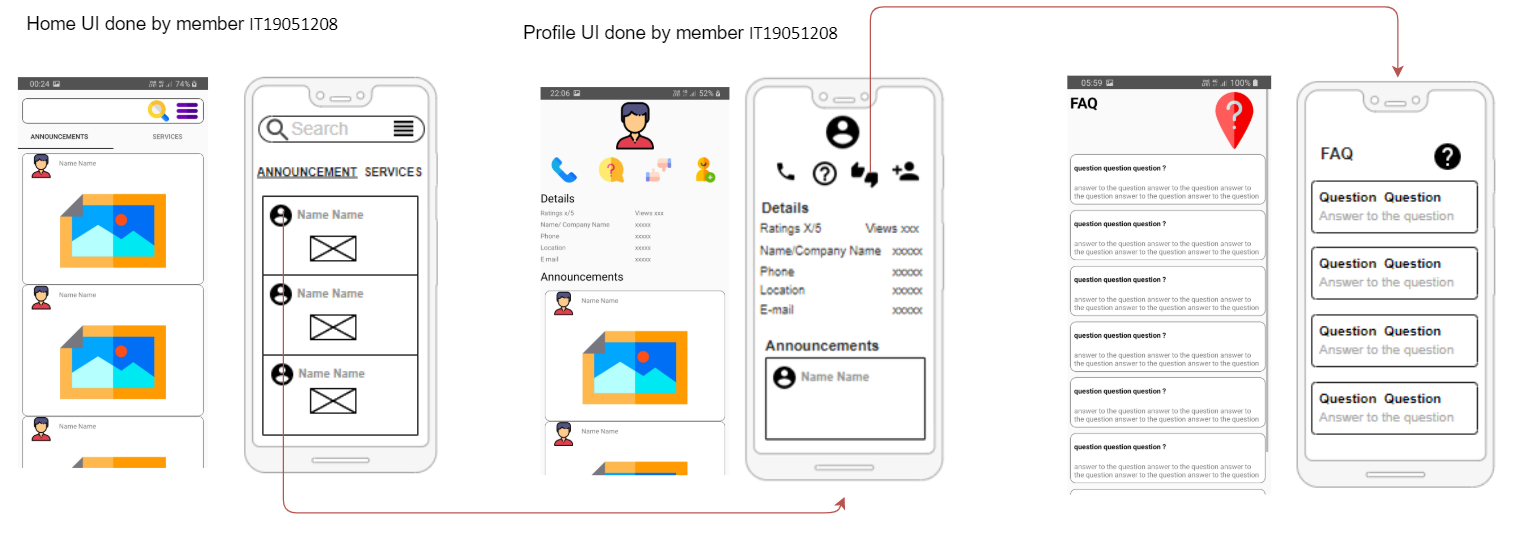 Home UI done by member IT19051208
Profile UI done by member IT19051208
00:24 74%
ANNOUNCEMENTS SERVICES
Name Name
Name Name
Name Name
Search
ANNOUNCEMENT SERVICES
Name Name
Name Name
Name Name
22:06 52%
Details
Ratings x/5 Views xxx
Name/ Company Name xxxxx
Phone xxxxx
Location xxxxx
E mail xxxxx
Announcements
Name Name
Name Name
Details
Ratings X/5 Views xxx
Name/Company Name xxxxx
Phone xxxxx
Location xxxxx
E-mail xxxxx
Announcements
Name Name
05:59 100%
FAQ
question question question ?
answer to the question answer to the question answer to
the question answer to the question answer to the question
question question question ?
answer to the question answer to the question answer to
the question answer to the question answer to the question
question question question ?
answer to the question answer to the question answer to
the question answer to the question answer to the question
question question question ?
answer to the question answer to the question answer to
the question answer to the question answer to the question
question question question ?
answer to the question answer to the question answer to
the question answer to the question answer to the question
question question question ?
answer to the question answer to the question answer to
the question answer to the question answer to the question
FAQ
Question Question
Answer to the question
Question Question
Answer to the question
Question Question
Answer to the question
Question Question
Answer to the question